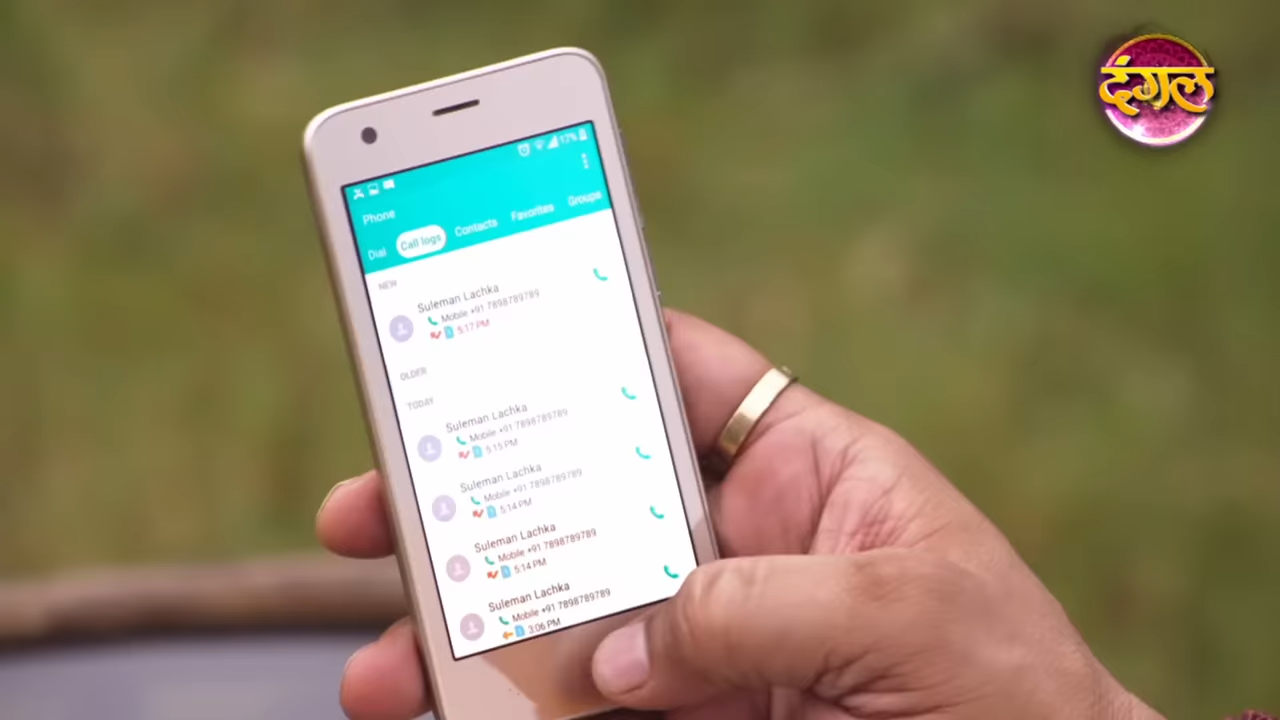 दंगल
17%
Phone
Dial Call logs Contacts Favorites Groups
NEW
Suleman Lachka
Mobile +91 7898789789
5:17 PM
OLDER
TODAY
Suleman Lachka
Mobile +91 7898789789
5:15 PM
Suleman Lachka
Mobile +91 7898789789
5:14 PM
Suleman Lachka
Mobile +91 7898789789
5:14 PM
Suleman Lachka
Mobile +91 7898789789
3:06 PM